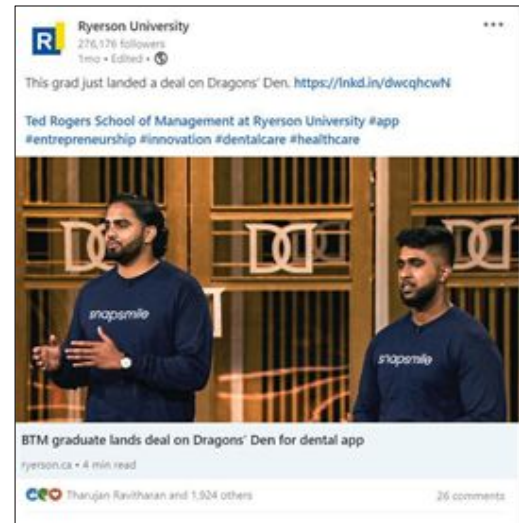 R
Ryerson University
276,176 followers
1mo • Edited •
This grad just landed a deal on Dragons' Den. https://lnkd.in/dwcqhcwN
Ted Rogers School of Management at Ryerson University #app
#entrepreneurship #innovation #dentalcare #healthcare
snapsmile
snapsmile
BTM graduate lands deal on Dragons' Den for dental app
ryerson.ca • 4 min read
Tharujan Ravitharan and 1,924 others 26 comments